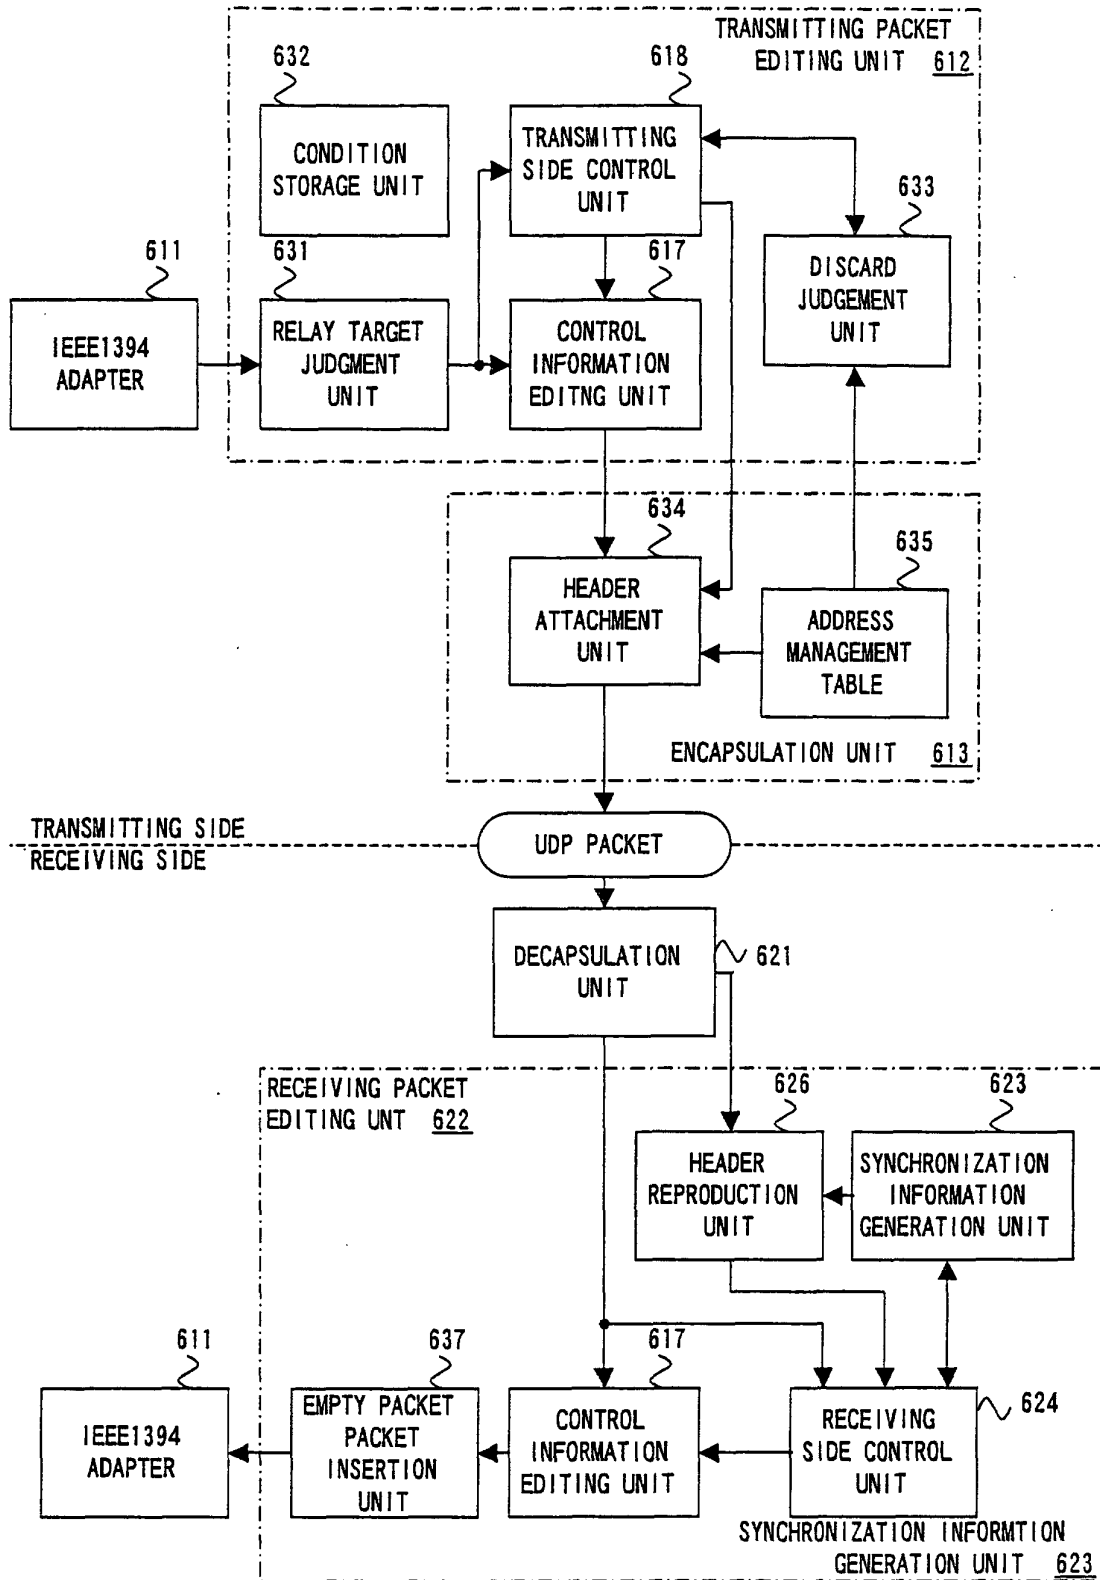 TRANSMITTING PACKET
EDITING UNIT 612
632
618
CONDITION
STORAGE UNIT
TRANSMITTING
SIDE CONTROL
UNIT
633
DISCARD
JUDGEMENT
UNIT
611
631
617
IEEE1394
ADAPTER
RELAY TARGET
JUDGMENT
UNIT
CONTROL
INFORMATION
EDITNG UNIT
634
635
HEADER
ATTACHMENT
UNIT
ADDRESS
MANAGEMENT
TABLE
ENCAPSULATION UNIT 613
TRANSMITTING SIDE
RECEIVING SIDE
UDP PACKET
DECAPSULATION
UNIT
621
RECEIVING PACKET
EDITING UNT 622
626
623
HEADER
REPRODUCTION
UNIT
SYNCHRONIZATION
INFORMATION
GENERATION UNIT
611
637
617
624
IEEE1394
ADAPTER
EMPTY PACKET
PACKET
INSERTION
UNIT
CONTROL
INFORMATION
EDITING UNIT
RECEIVING
SIDE CONTROL
UNIT
SYNCHRONIZATION INFORMTION
GENERATION UNIT 623